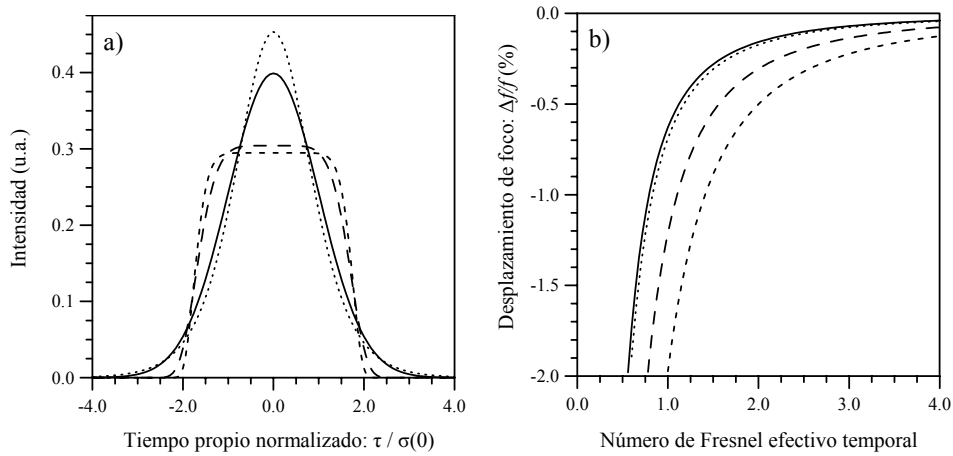 a)
Intensidad (u.a.)
0.4
0.3
0.2
0.1
0.0
-4.0 -2.0 0.0 2.0 4.0
Tiempo propio normalizado: τ / σ(0)
b)
Desplazamiento de foco: Δf/f (%)
0.0
-0.5
-1.0
-1.5
-2.0
0.0 1.0 2.0 3.0 4.0
Número de Fresnel efectivo temporal